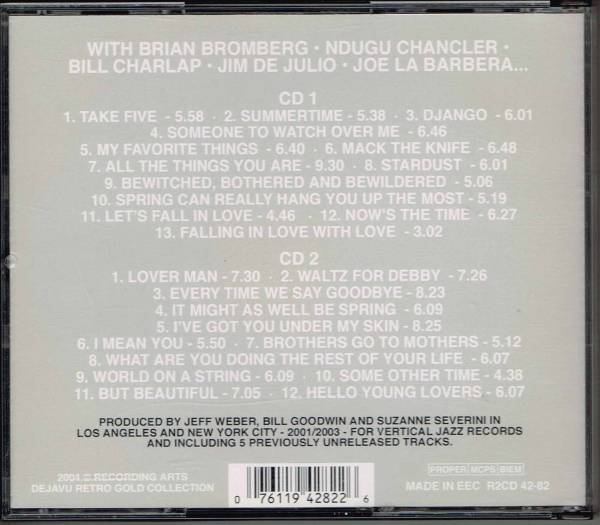 WITH BRIAN BROMBERG · NDUGU CHANCLER ·
BILL CHARLAP · JIM DE JULIO · JOE LA BARBERA...
CD 1
1. TAKE FIVE - 5.58 · 2. SUMMERTIME - 5.38 · 3. DJANGO - 6.01
4. SOMEONE TO WATCH OVER ME - 6.46
5. MY FAVORITE THINGS - 6.40 · 6. MACK THE KNIFE - 6.48
7. ALL THE THINGS YOU ARE - 9.30 · 8. STARDUST - 6.01
9. BEWITCHED, BOTHERED AND BEWILDERED - 5.06
10. SPRING CAN REALLY HANG YOU UP THE MOST - 5.19
11. LET'S FALL IN LOVE - 4.46 · 12. NOW'S THE TIME - 6.27
13. FALLING IN LOVE WITH LOVE - 3.02
CD 2
1. LOVER MAN - 7.30 · 2. WALTZ FOR DEBBY - 7.26
3. EVERY TIME WE SAY GOODBYE - 8.23
4. IT MIGHT AS WELL BE SPRING - 6.09
5. I'VE GOT YOU UNDER MY SKIN - 8.25
6. I MEAN YOU - 5.50 · 7. BROTHERS GO TO MOTHERS - 5.12
8. WHAT ARE YOU DOING THE REST OF YOUR LIFE - 6.07
9. WORLD ON A STRING - 6.09 · 10. SOME OTHER TIME - 4.38
11. BUT BEAUTIFUL - 7.05 · 12. HELLO YOUNG LOVERS - 6.07
PRODUCED BY JEFF WEBER, BILL GOODWIN AND SUZANNE SEVERINI IN
LOS ANGELES AND NEW YORK CITY - 2001/2003 - FOR VERTICAL JAZZ RECORDS
AND INCLUDING 5 PREVIOUSLY UNRELEASED TRACKS.
2004 RECORDING ARTS
DEJAVU RETRO GOLD COLLECTION
0 76119 42822 6
PROPER MCPS BIEM
MADE IN EEC R2CD 42-82